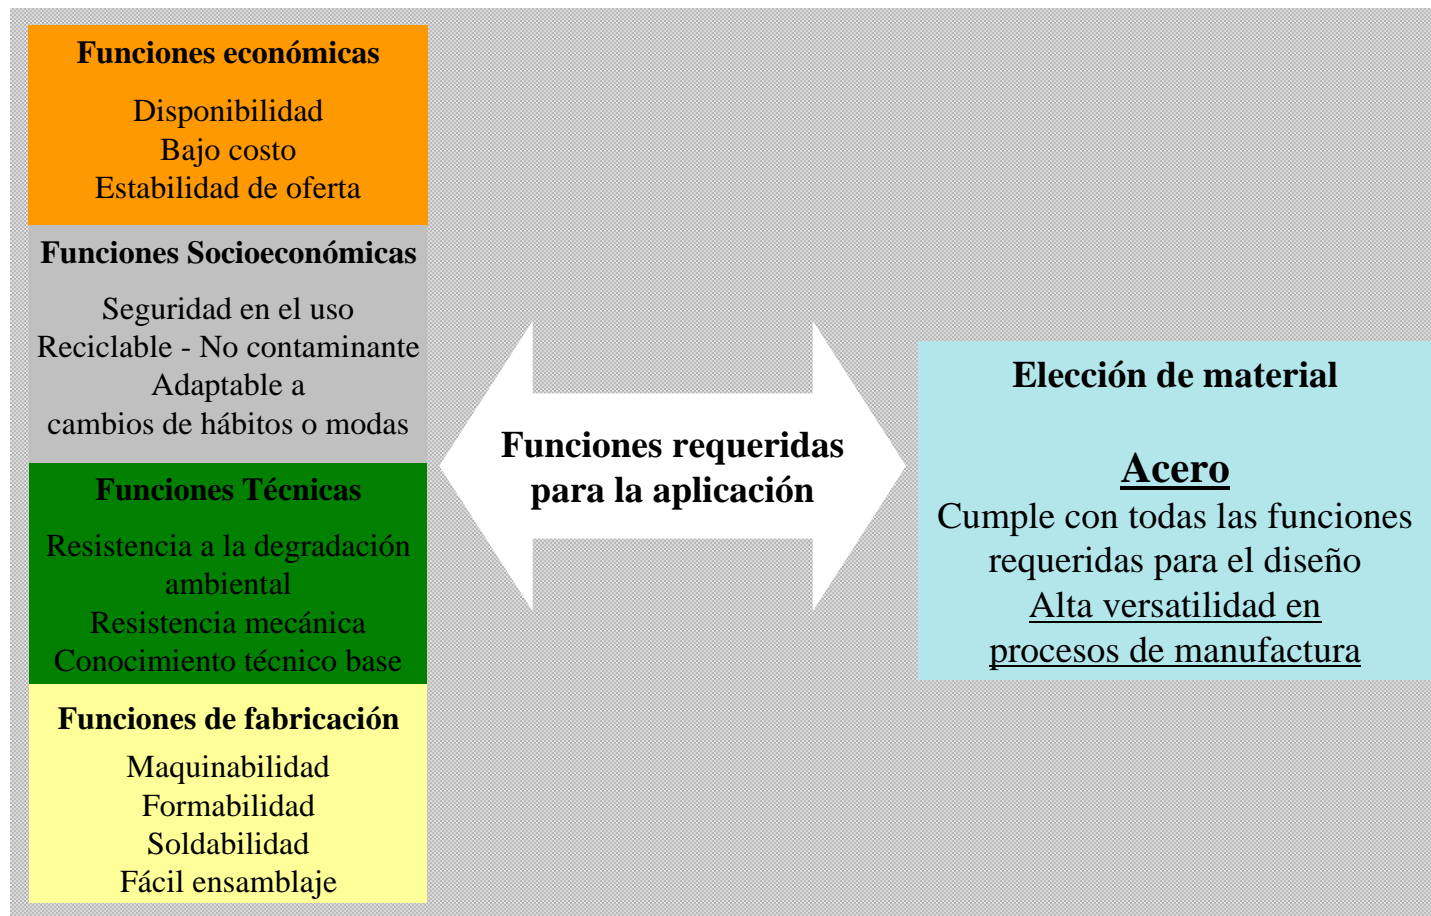 Funciones económicas
Disponibilidad
Bajo costo
Estabilidad de oferta
Funciones Socioeconómicas
Seguridad en el uso
Reciclable - No contaminante
Adaptable a
cambios de hábitos o modas
Funciones Técnicas
Resistencia a la degradación
ambiental
Resistencia mecánica
Conocimiento técnico base
Funciones de fabricación
Maquinabilidad
Formabilidad
Soldabilidad
Fácil ensamblaje
Funciones requeridas
para la aplicación
Elección de material
Acero
Cumple con todas las funciones
requeridas para el diseño
Alta versatilidad en
procesos de manufactura